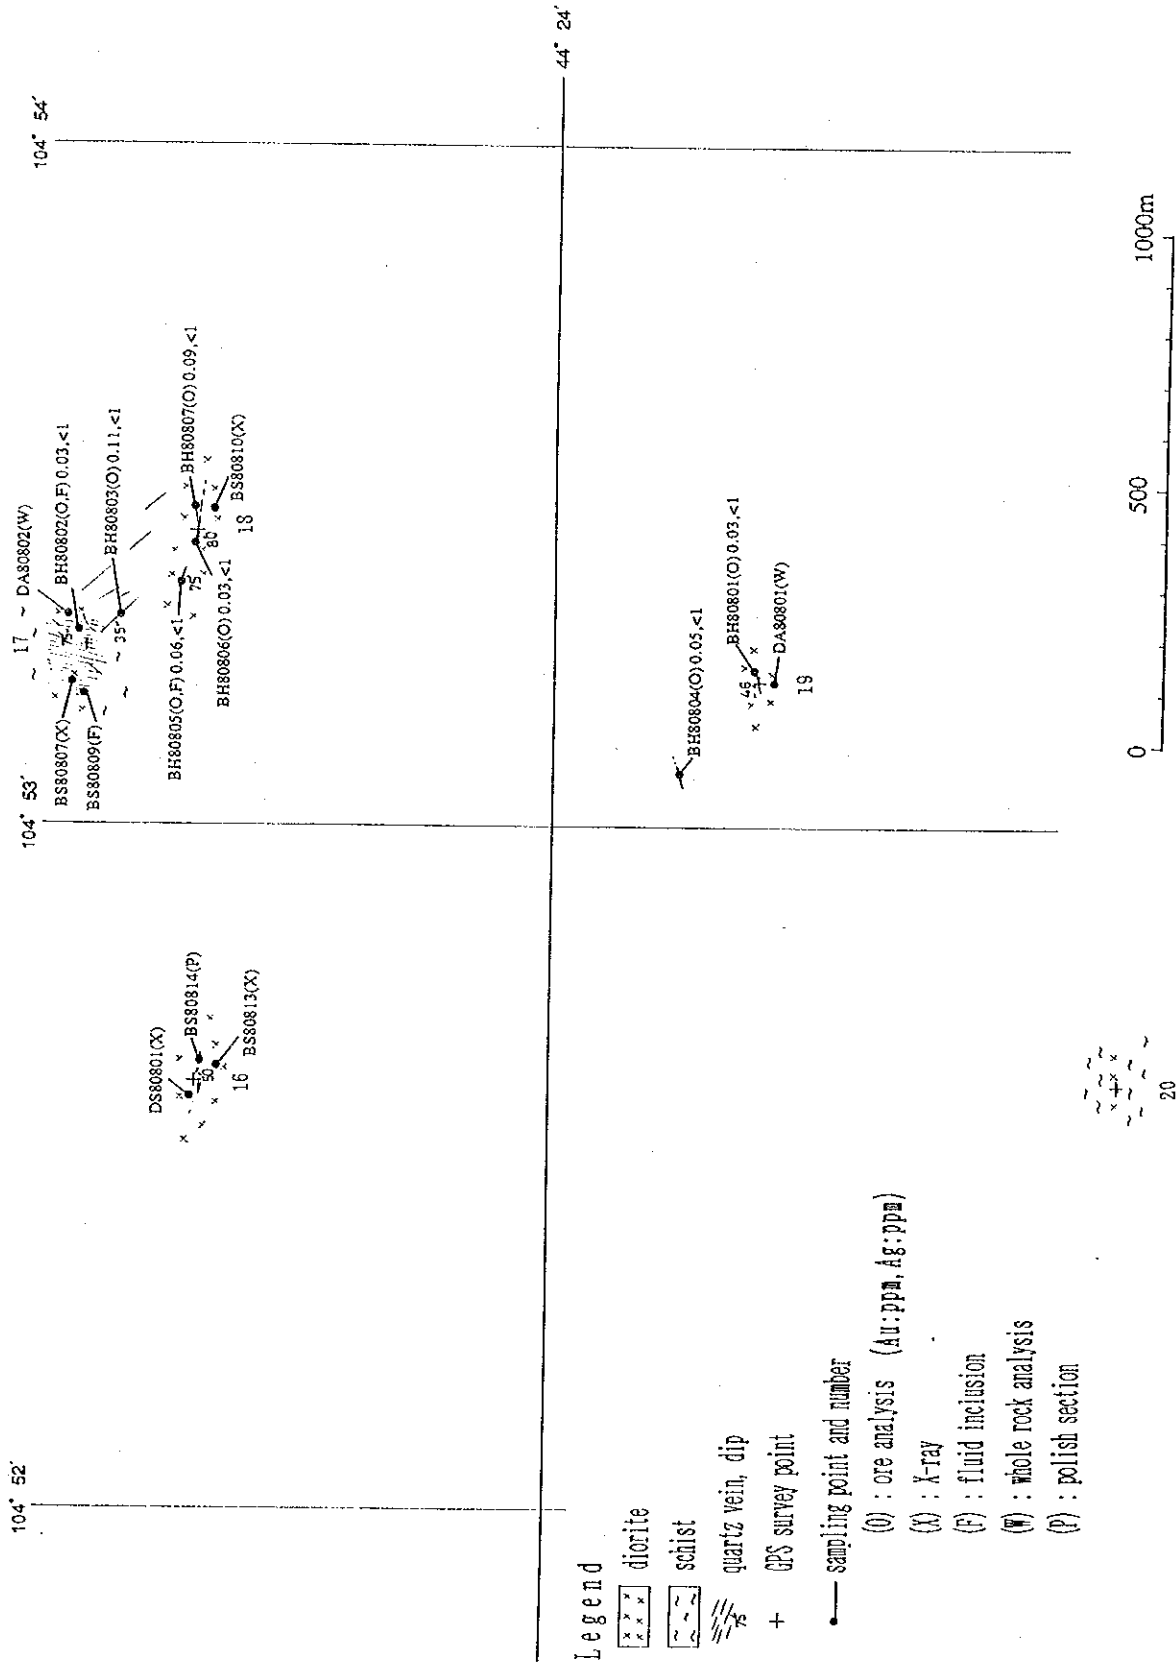 104° 52′
104° 53′
104° 54′
44° 24′
17
DA80802(W)
BH80802(O,F) 0.03,<1
BH80803(O) 0.11,<1
BS80807(X)
BS80809(F)
75
35
BH80805(O,F) 0.06,<1
BH80806(O) 0.03,<1
BH80807(O) 0.09,<1
BS80810(X)
75
80
18
DS80801(X)
BS80814(P)
BS80813(X)
50
16
BH80804(O) 0.05,<1
BH80801(O) 0.03,<1
DA80801(W)
46
19
20
Legend
diorite
schist
75
quartz vein, dip
GPS survey point
sampling point and number
(O) : ore analysis (Au:ppm, Ag:ppm)
(X) : X-ray
(F) : fluid inclusion
(W) : whole rock analysis
(P) : polish section
0 500 1000m